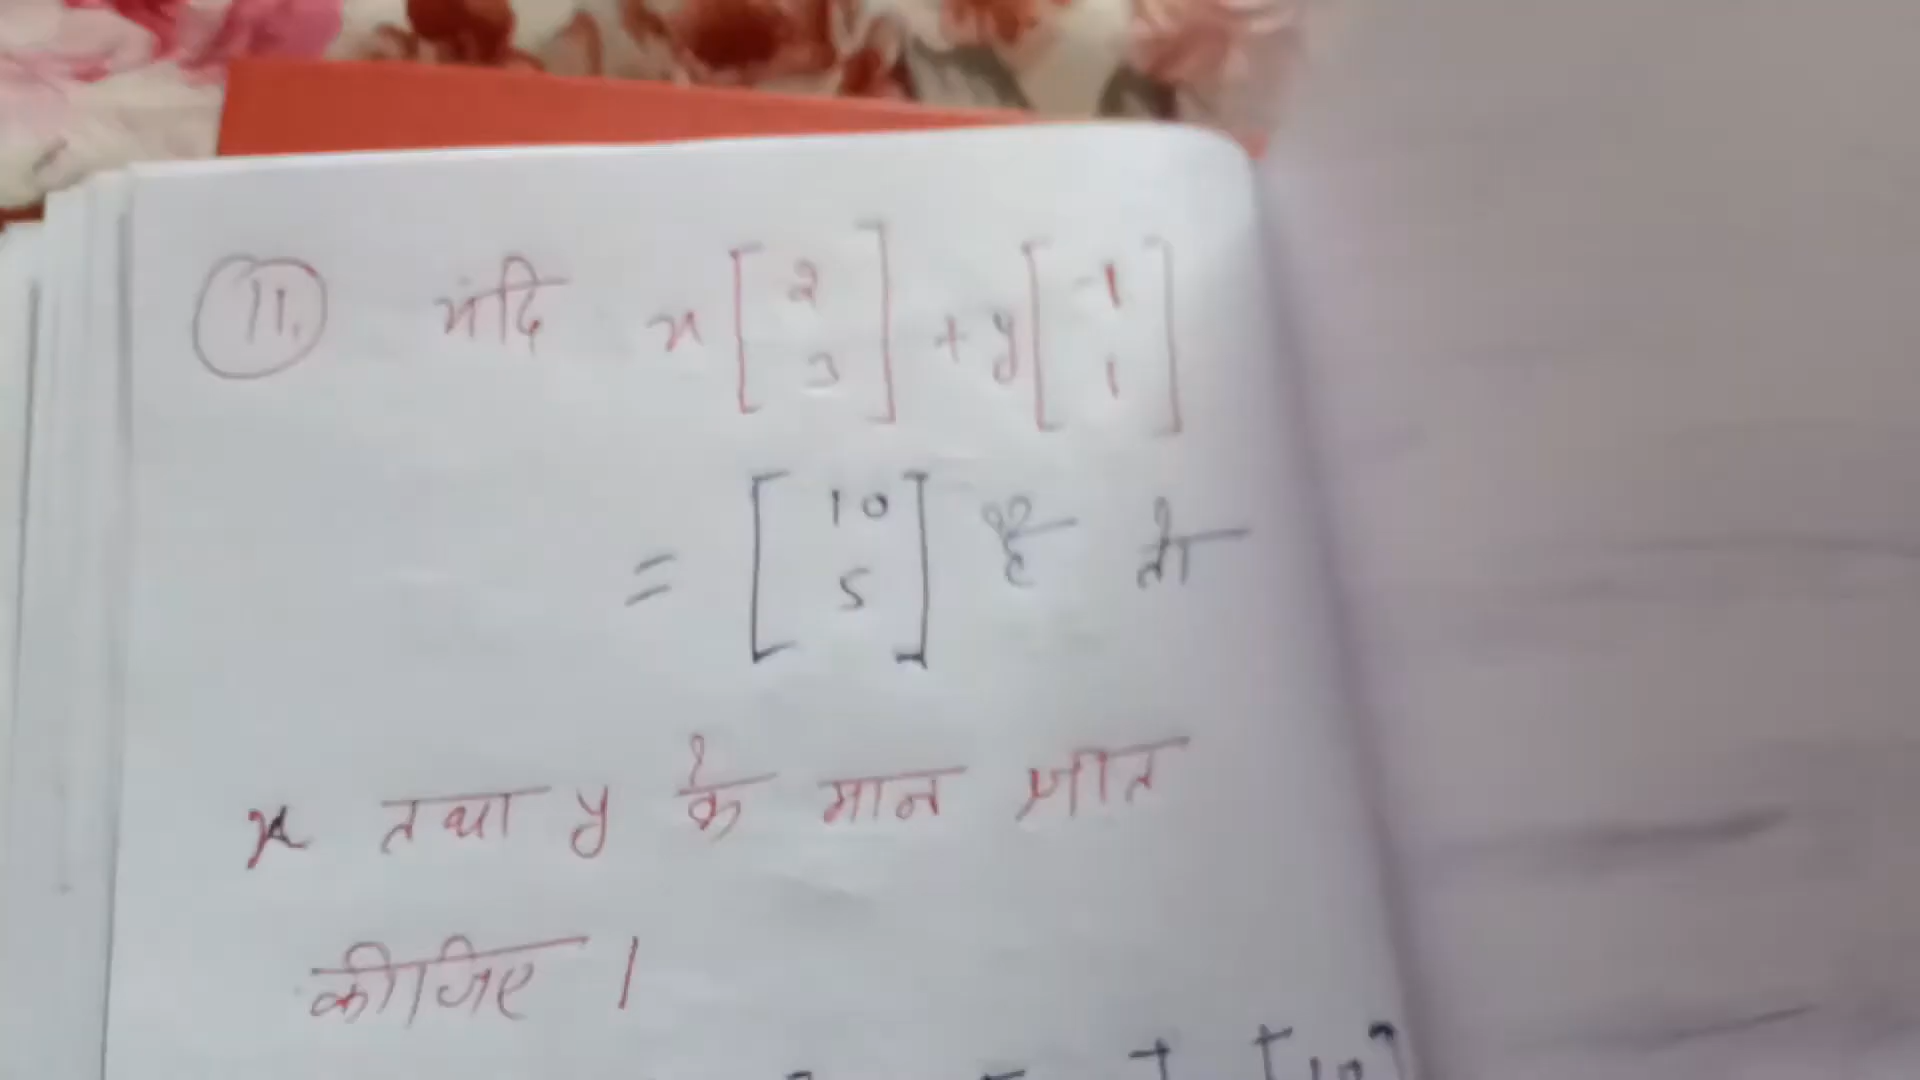 11. यदि x [ 2 3 ] + y [ -1 1 ]
= [ 10 5 ] है तो
x तथा y के मान ज्ञात
कीजिए ।